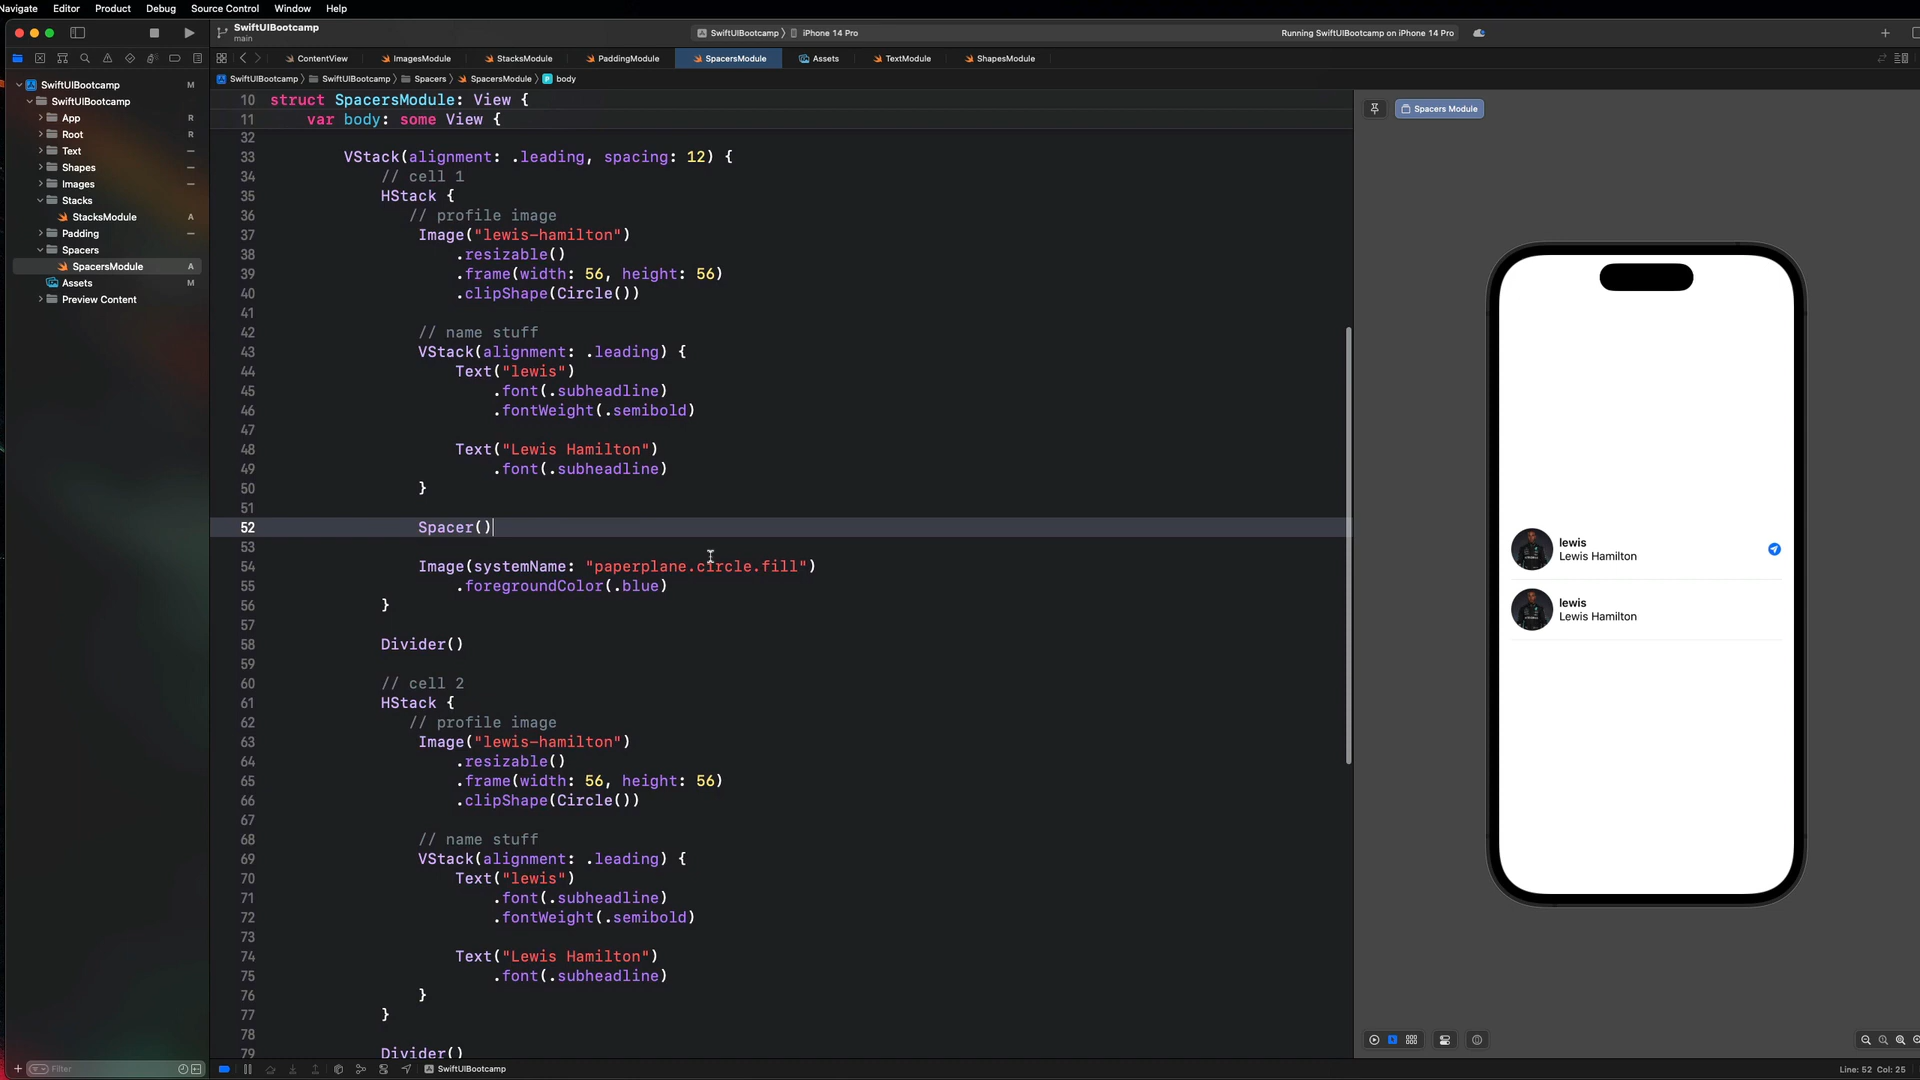 Navigate Editor Product Debug Source Control Window Help
SwiftUIBootcamp
main
SwiftUIBootcamp iPhone 14 Pro
Running SwiftUIBootcamp on iPhone 14 Pro
ContentView ImagesModule StacksModule PaddingModule SpacersModule Assets TextModule ShapesModule
SwiftUIBootcamp SwiftUIBootcamp Spacers SpacersModule body
SwiftUIBootcamp M
SwiftUIBootcamp
App R
Root R
Text
Shapes
Images
Stacks
StacksModule A
Padding
Spacers
SpacersModule A
Assets M
Preview Content
10 struct SpacersModule: View {
11 var body: some View {
32
33 VStack(alignment: .leading, spacing: 12) {
34 // cell 1
35 HStack {
36 // profile image
37 Image("lewis-hamilton")
38 .resizable()
39 .frame(width: 56, height: 56)
40 .clipShape(Circle())
41
42 // name stuff
43 VStack(alignment: .leading) {
44 Text("lewis")
45 .font(.subheadline)
46 .fontWeight(.semibold)
47
48 Text("Lewis Hamilton")
49 .font(.subheadline)
50 }
51
52 Spacer()
53
54 Image(systemName: "paperplane.circle.fill")
55 .foregroundColor(.blue)
56 }
57
58 Divider()
59
60 // cell 2
61 HStack {
62 // profile image
63 Image("lewis-hamilton")
64 .resizable()
65 .frame(width: 56, height: 56)
66 .clipShape(Circle())
67
68 // name stuff
69 VStack(alignment: .leading) {
70 Text("lewis")
71 .font(.subheadline)
72 .fontWeight(.semibold)
73
74 Text("Lewis Hamilton")
75 .font(.subheadline)
76 }
77 }
78
79 Divider()
Spacers Module
lewis
Lewis Hamilton
lewis
Lewis Hamilton
Filter
SwiftUIBootcamp
Line: 52 Col: 25